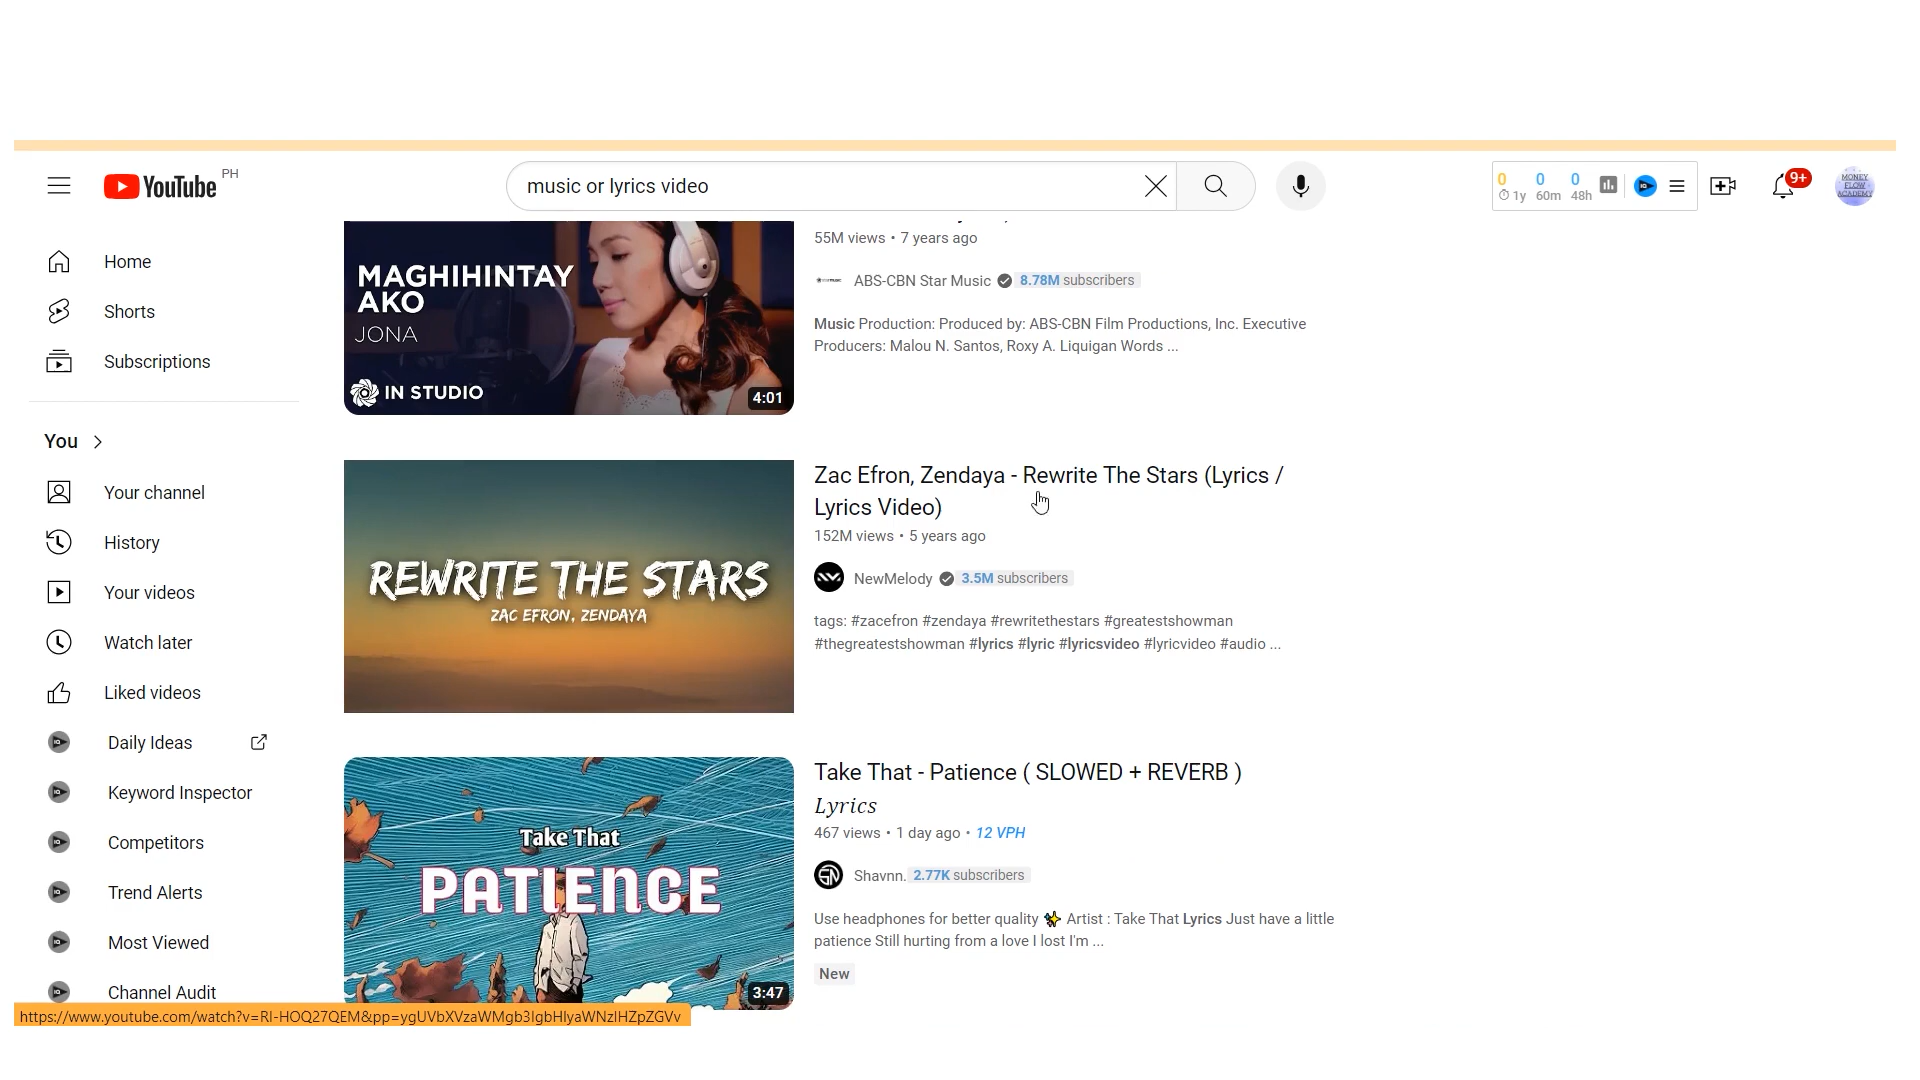 YouTube PH
music or lyrics video
0 0 0
1y 60m 48h
9+
MONEY
FLOW
ACADEMY
Home
Shorts
Subscriptions
You
Your channel
History
Your videos
Watch later
Liked videos
Daily Ideas
Keyword Inspector
Competitors
Trend Alerts
Most Viewed
Channel Audit
MAGHIHINTAY
AKO
JONA
IN STUDIO
4:01
55M views • 7 years ago
ABS-CBN Star Music 8.78M subscribers
Music Production: Produced by: ABS-CBN Film Productions, Inc. Executive
Producers: Malou N. Santos, Roxy A. Liquigan Words ...
REWRITE THE STARS
ZAC EFRON, ZENDAYA
Zac Efron, Zendaya - Rewrite The Stars (Lyrics /
Lyrics Video)
152M views • 5 years ago
NewMelody 3.5M subscribers
tags: #zacefron #zendaya #rewritethestars #greatestshowman
#thegreatestshowman #lyrics #lyric #lyricsvideo #lyricvideo #audio ...
Take That
PATIENCE
3:47
Take That - Patience ( SLOWED + REVERB )
Lyrics
467 views • 1 day ago • 12 VPH
Shavnn. 2.77K subscribers
Use headphones for better quality ✨ Artist : Take That Lyrics Just have a little
patience Still hurting from a love I lost I'm ...
New
https://www.youtube.com/watch?v=RI-HOQ27QEM&pp=ygUVbXVzaWMgb3IgbHlyaWNzIHZpZGVv